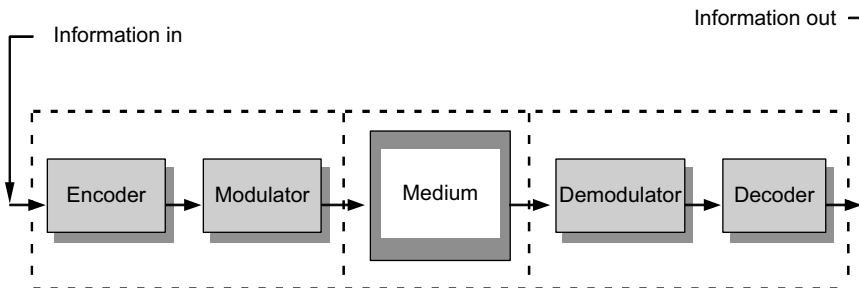 Information out
Information in
Encoder
Modulator
Medium
Demodulator
Decoder